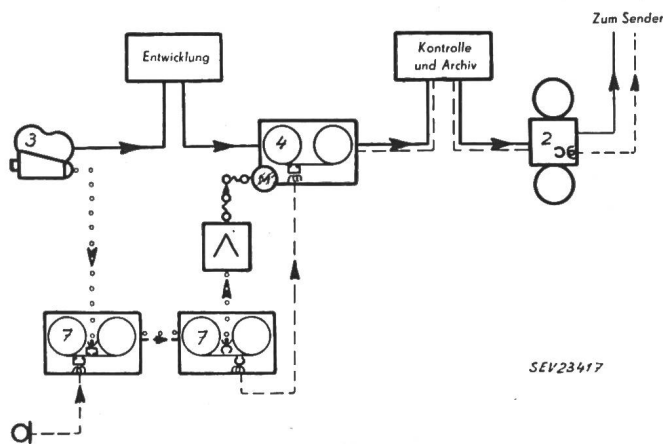 Zum Sender
Entwicklung
Kontrolle
und Archiv
3
4
2
7
7
SEV23417